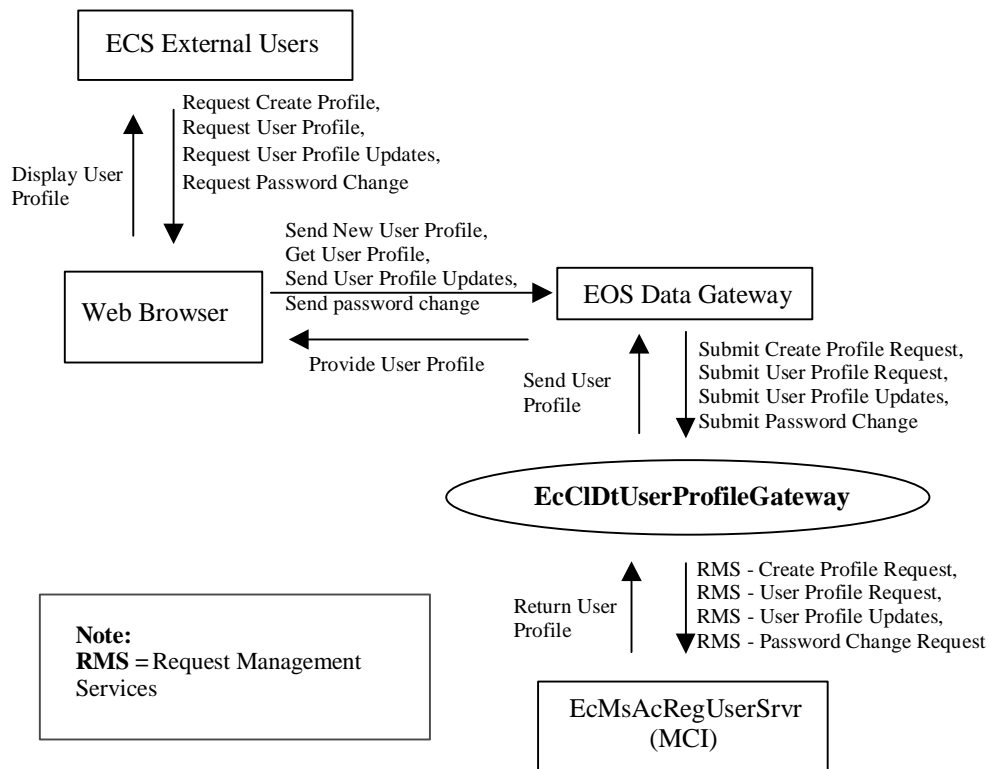 ECS External Users
Request Create Profile,
Request User Profile,
Request User Profile Updates,
Request Password Change
Display User
Profile
Send New User Profile,
Get User Profile,
Send User Profile Updates,
Send password change
Web Browser
EOS Data Gateway
Provide User Profile
Send User
Profile
Submit Create Profile Request,
Submit User Profile Request,
Submit User Profile Updates,
Submit Password Change
EcClDtUserProfileGateway
Return User
Profile
RMS - Create Profile Request,
RMS - User Profile Request,
RMS - User Profile Updates,
RMS - Password Change Request
Note:
RMS = Request Management
Services
EcMsAcRegUserSrvr
(MCI)